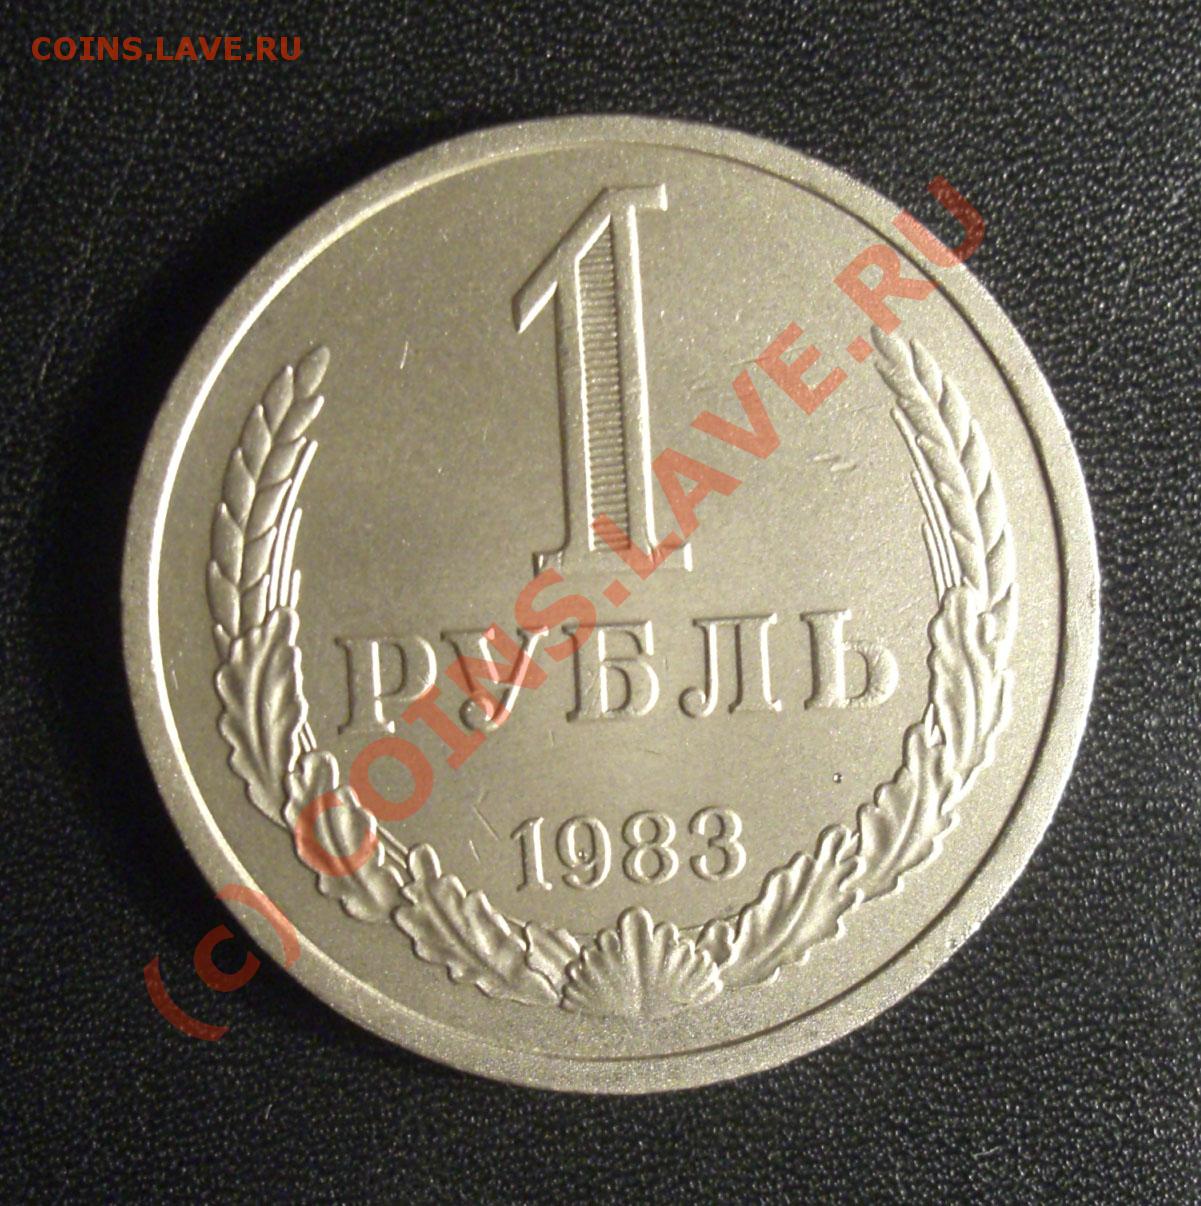 COINS.LAVE.RU
1
РУБЛЬ
1983
(c) COINS.LAVE.RU